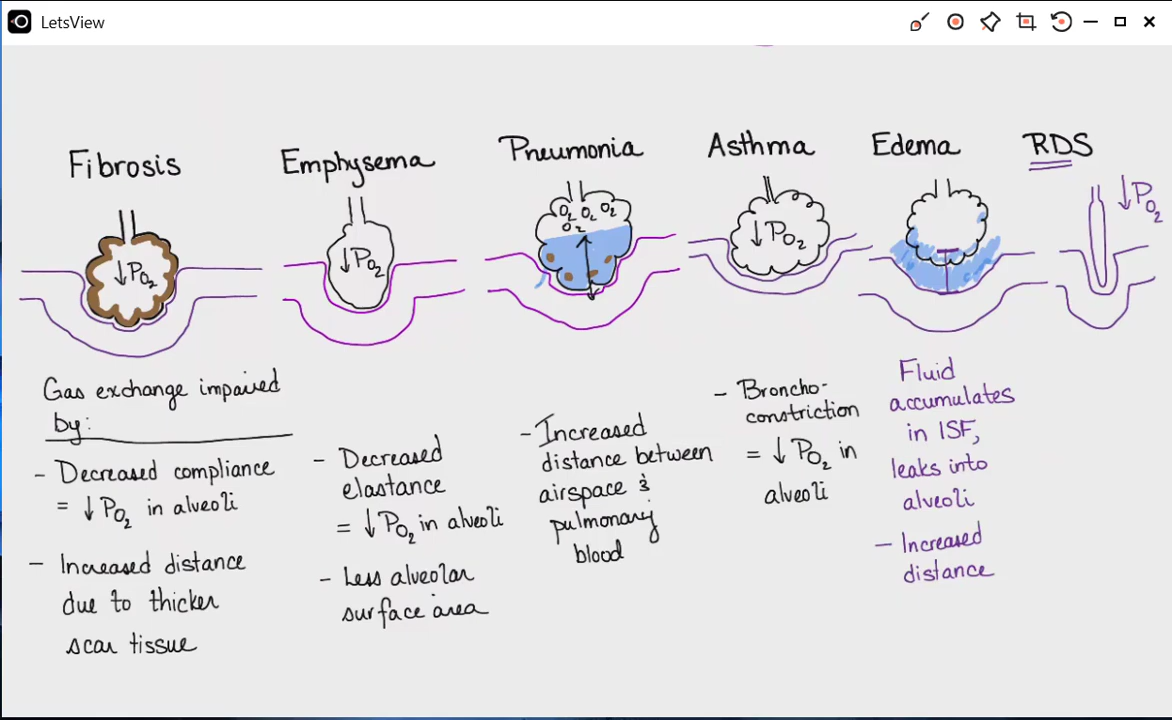 LetsView
Fibrosis
Emphysema
Pneumonia
Asthma
Edema
RDS
↓PO2
↓PO2
O2 O2 O2
O2
↓PO2
↓PO2
Gas exchange impaired
by:
- Decreased compliance
= ↓PO2 in alveoli
- Increased distance
due to thicker
scar tissue
- Decreased
elastance
= ↓PO2 in alveoli
- Less alveolar
surface area
- Increased
distance between
airspace &
pulmonary
blood
- Broncho-
constriction
= ↓PO2 in
alveoli
Fluid
accumulates
in ISF,
leaks into
alveoli
- Increased
distance